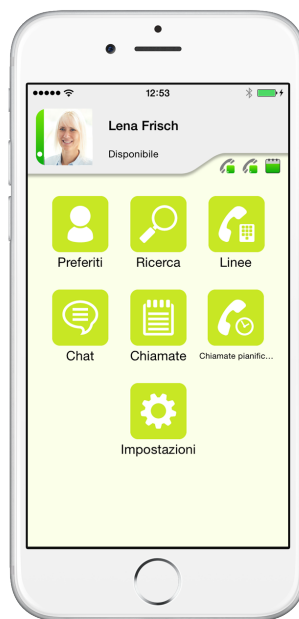 12:53
Lena Frisch
Disponibile
Preferiti
Ricerca
Linee
Chat
Chiamate
Chiamate pianific...
Impostazioni